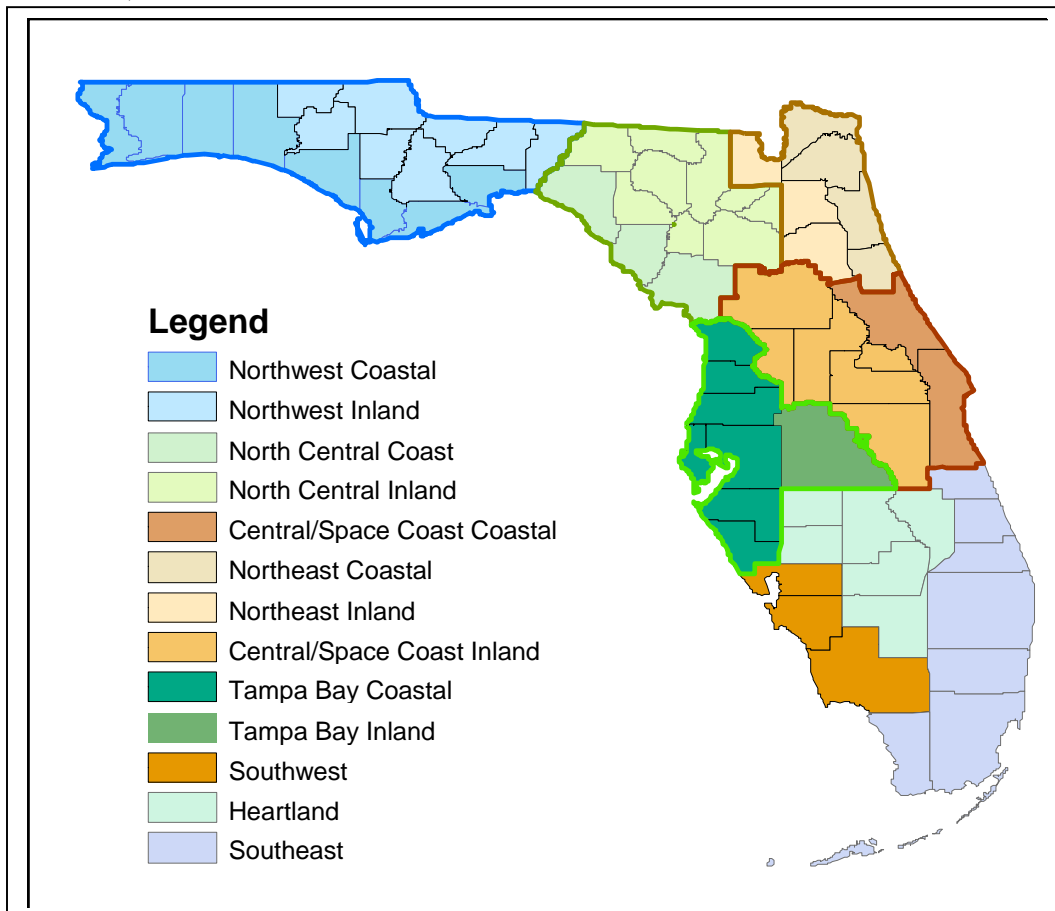 Legend
Northwest Coastal
Northwest Inland
North Central Coast
North Central Inland
Central/Space Coast Coastal
Northeast Coastal
Northeast Inland
Central/Space Coast Inland
Tampa Bay Coastal
Tampa Bay Inland
Southwest
Heartland
Southeast